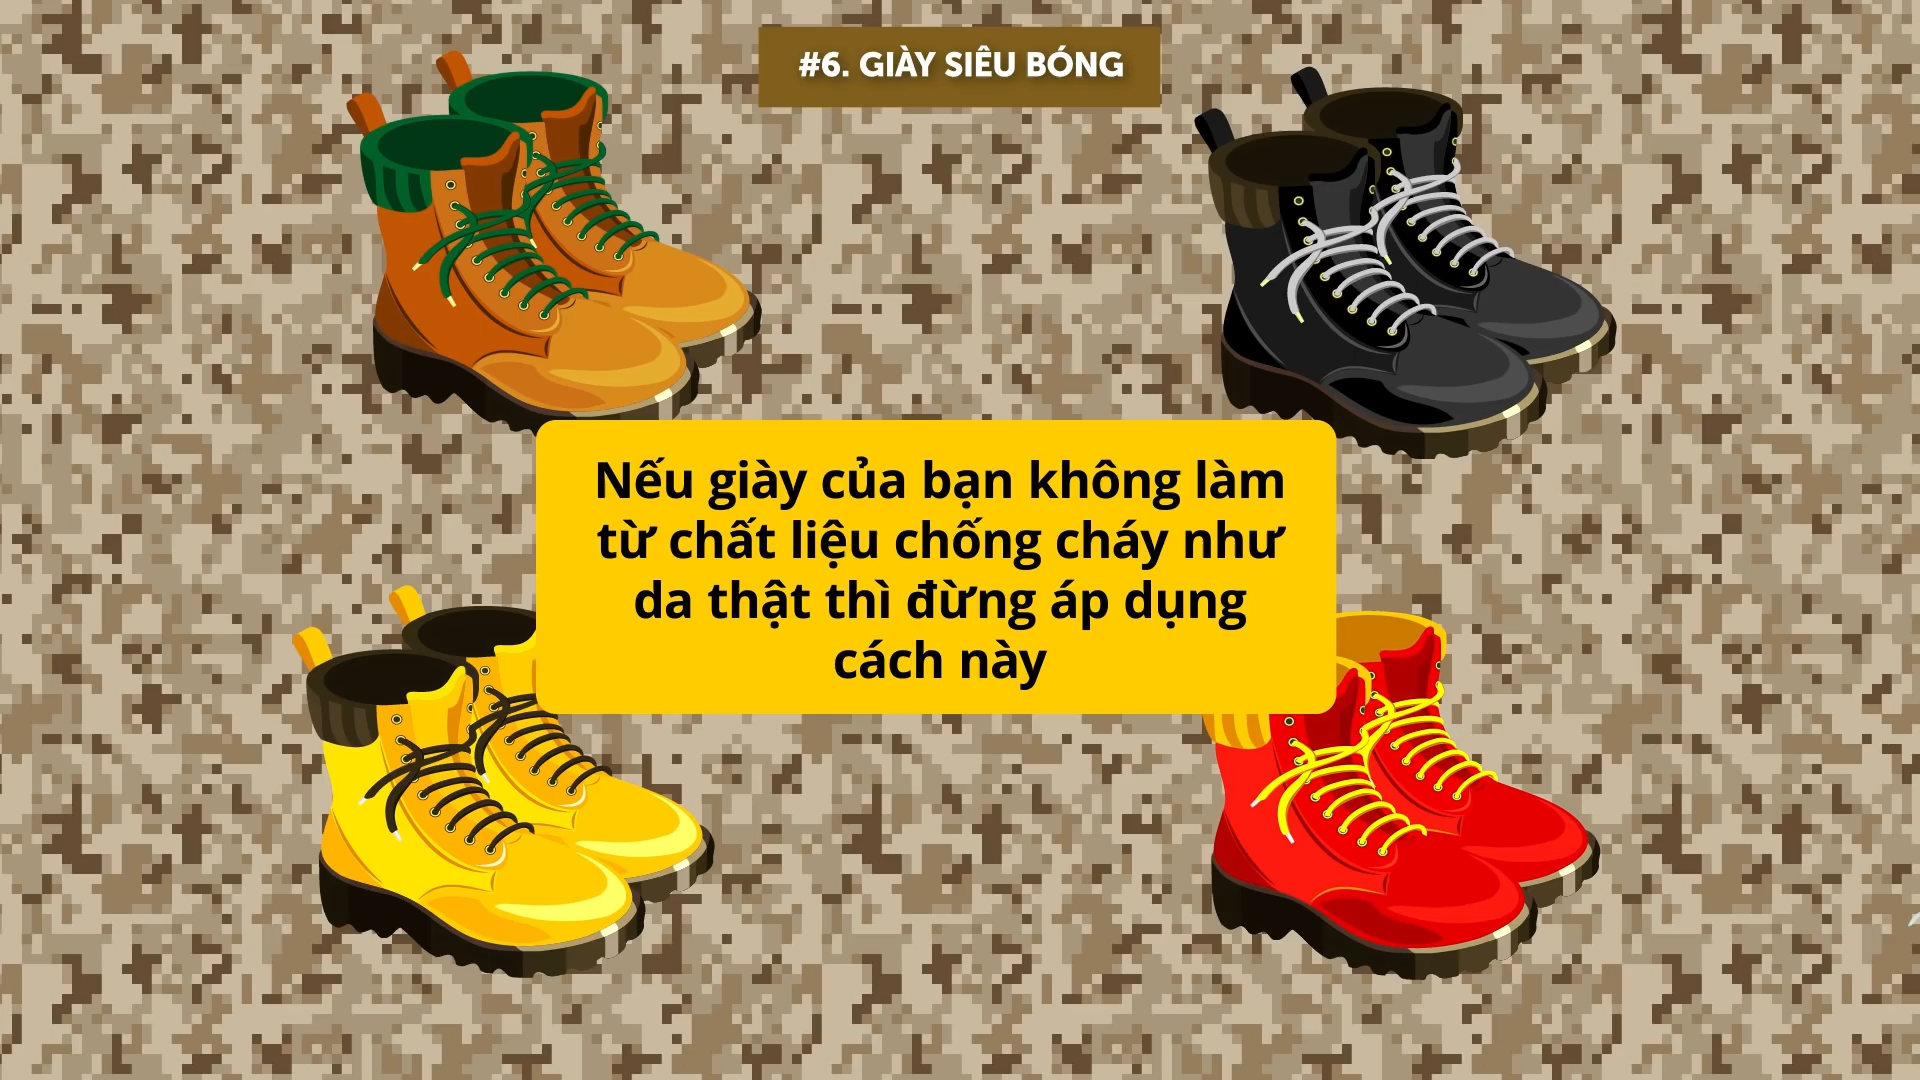 #6. GIÀY SIÊU BÓNG
Nếu giày của bạn không làm
từ chất liệu chống cháy như
da thật thì đừng áp dụng
cách này